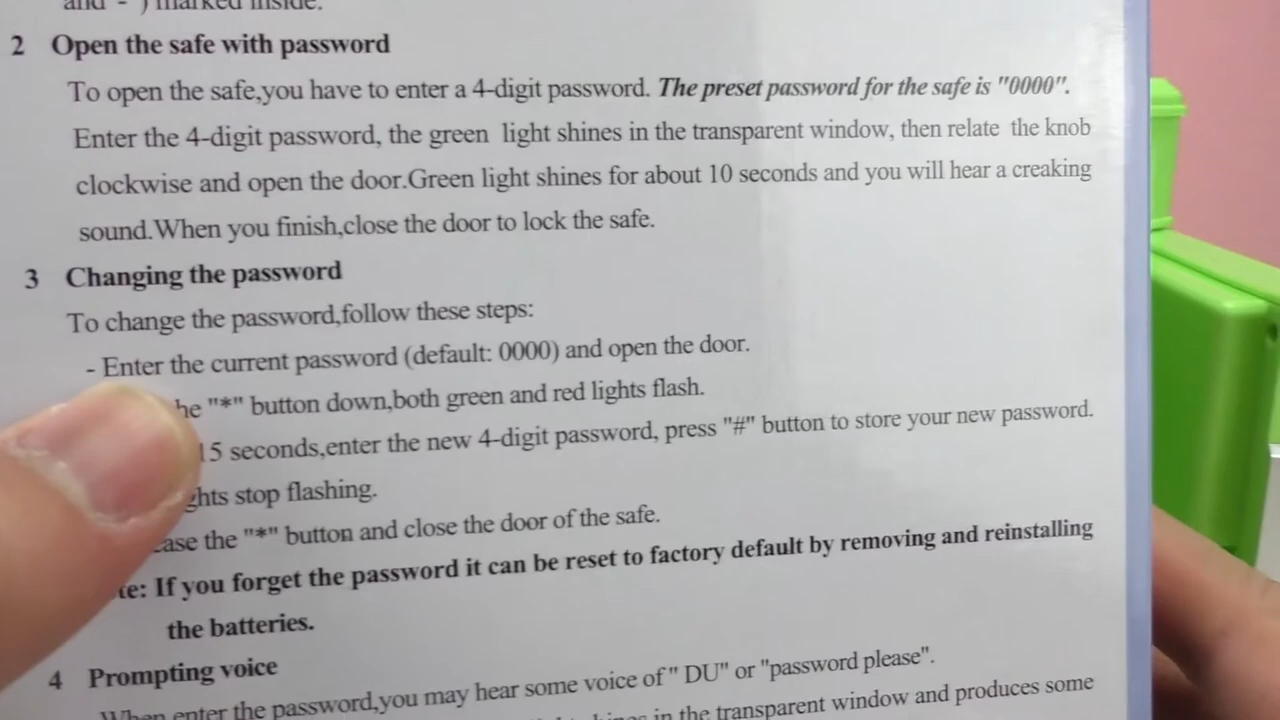 and "-") marked inside.
2 Open the safe with password
To open the safe,you have to enter a 4-digit password. The preset password for the safe is "0000".
Enter the 4-digit password, the green light shines in the transparent window, then relate the knob
clockwise and open the door.Green light shines for about 10 seconds and you will hear a creaking
sound.When you finish,close the door to lock the safe.
3 Changing the password
To change the password,follow these steps:
- Enter the current password (default: 0000) and open the door.
he "*" button down,both green and red lights flash.
15 seconds,enter the new 4-digit password, press "#" button to store your new password.
ghts stop flashing.
ease the "*" button and close the door of the safe.
te: If you forget the password it can be reset to factory default by removing and reinstalling
the batteries.
4 Prompting voice
When enter the password,you may hear some voice of " DU" or "password please".
in the transparent window and produces some